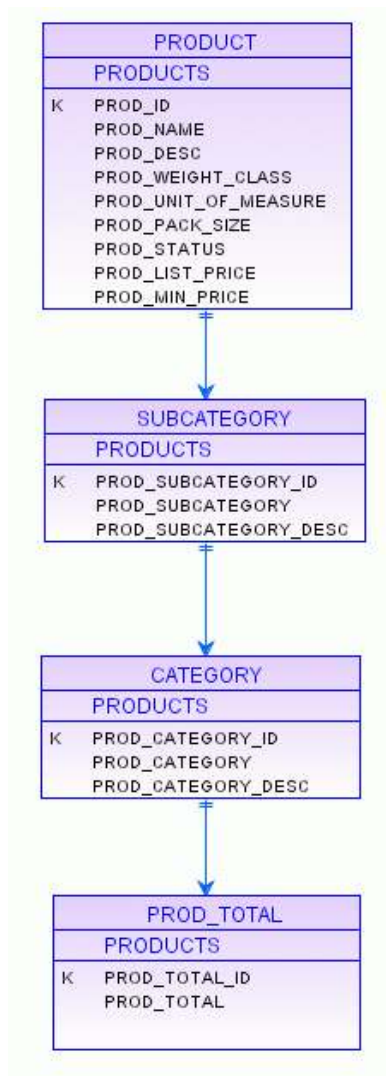 PRODUCT
PRODUCTS
K PROD_ID
PROD_NAME
PROD_DESC
PROD_WEIGHT_CLASS
PROD_UNIT_OF_MEASURE
PROD_PACK_SIZE
PROD_STATUS
PROD_LIST_PRICE
PROD_MIN_PRICE
SUBCATEGORY
PRODUCTS
K PROD_SUBCATEGORY_ID
PROD_SUBCATEGORY
PROD_SUBCATEGORY_DESC
CATEGORY
PRODUCTS
K PROD_CATEGORY_ID
PROD_CATEGORY
PROD_CATEGORY_DESC
PROD_TOTAL
PRODUCTS
K PROD_TOTAL_ID
PROD_TOTAL